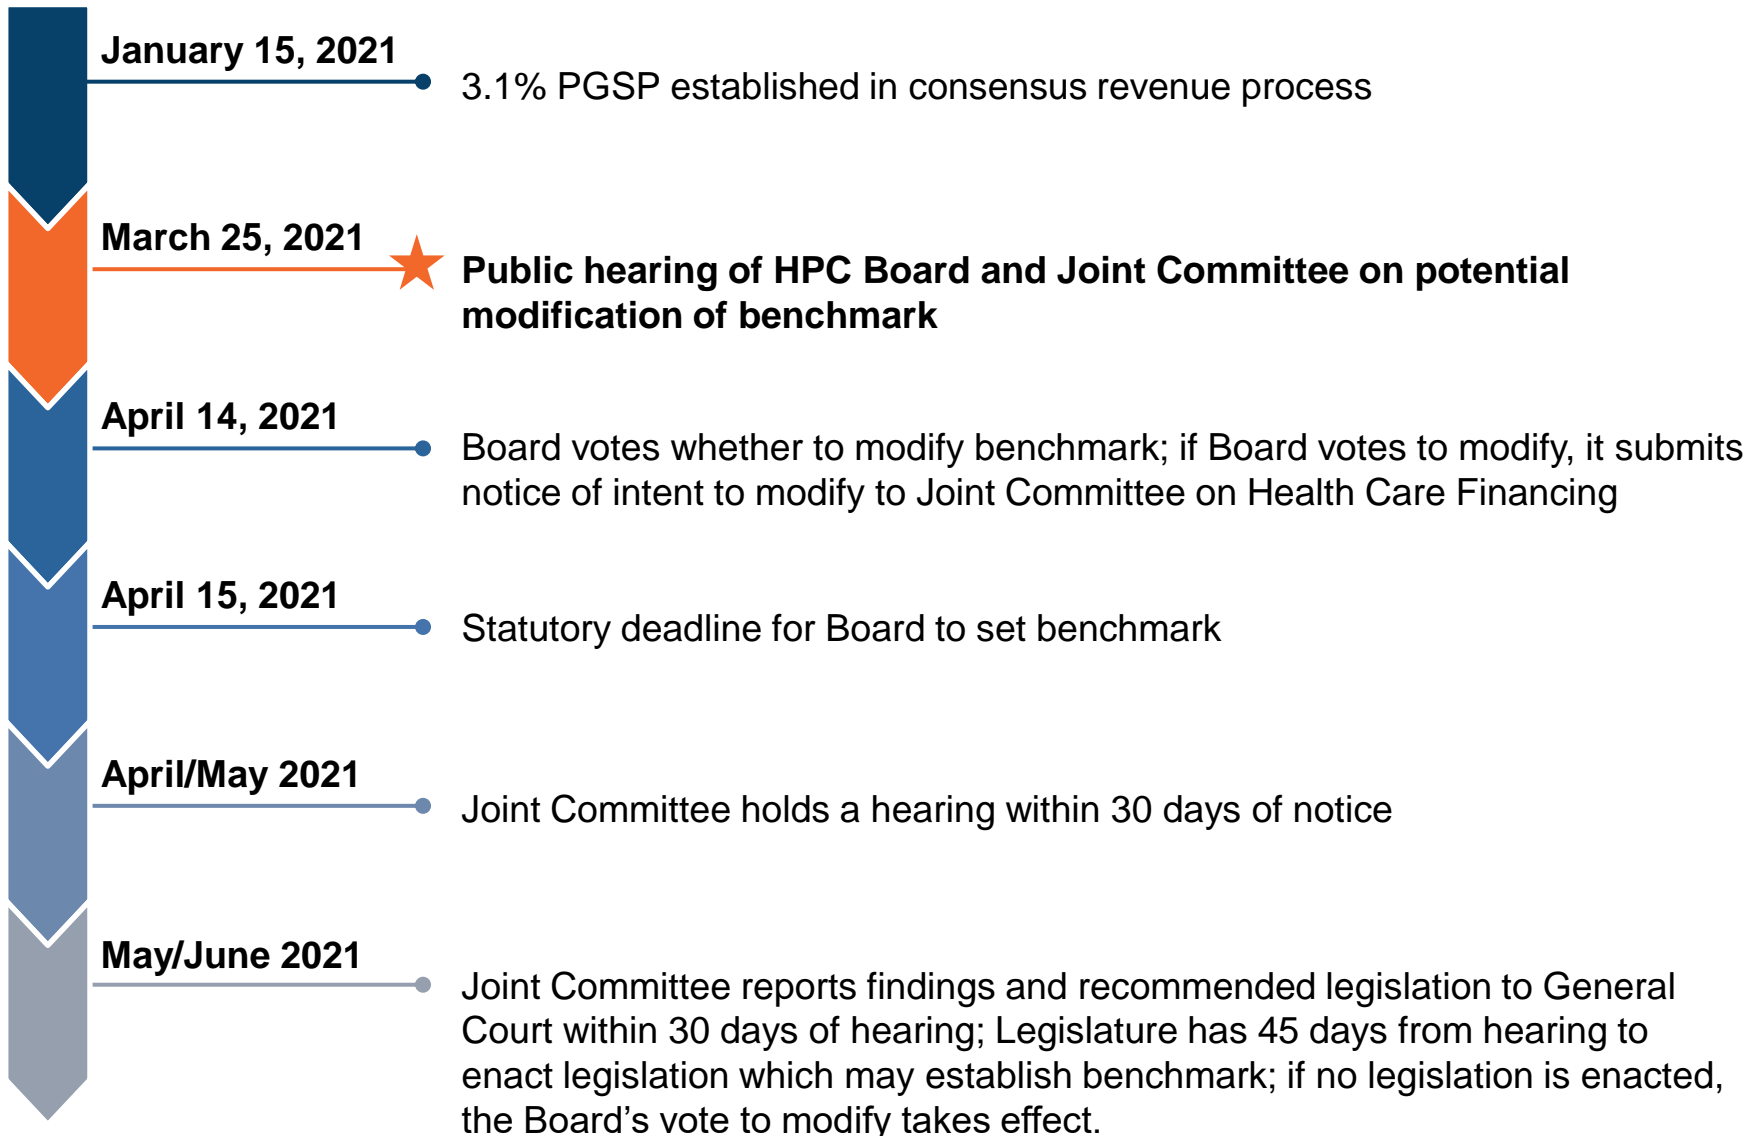 January 15, 2021
3.1% PGSP established in consensus revenue process
March 25, 2021
Public hearing of HPC Board and Joint Committee on potential
modification of benchmark
April 14, 2021
Board votes whether to modify benchmark; if Board votes to modify, it submits
notice of intent to modify to Joint Committee on Health Care Financing
April 15, 2021
Statutory deadline for Board to set benchmark
April/May 2021
Joint Committee holds a hearing within 30 days of notice
May/June 2021
Joint Committee reports findings and recommended legislation to General
Court within 30 days of hearing; Legislature has 45 days from hearing to
enact legislation which may establish benchmark; if no legislation is enacted,
the Board’s vote to modify takes effect.